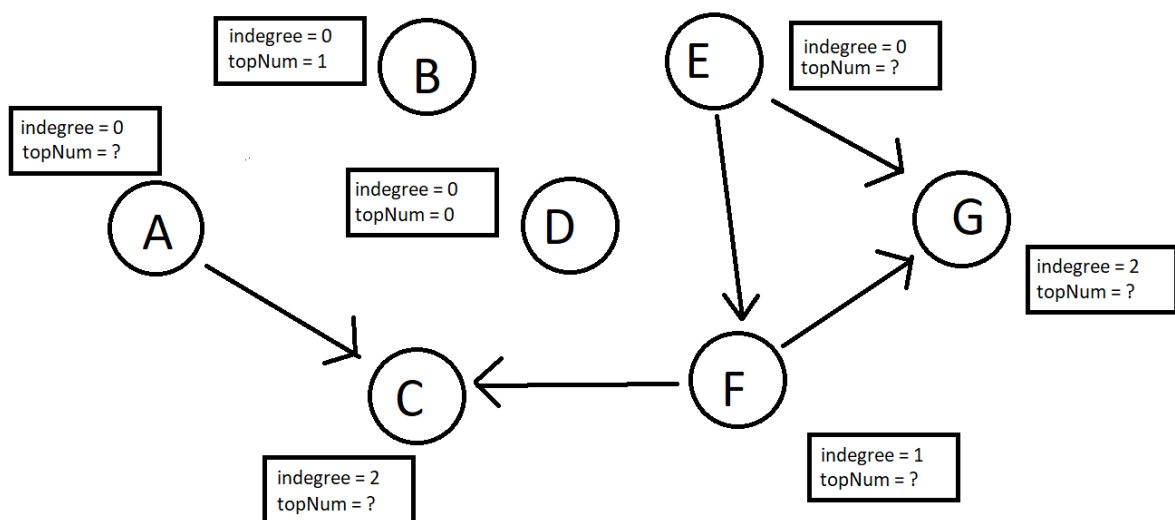 indegree = 0
topNum = 1
B
E
indegree = 0
topNum = ?
indegree = 0
topNum = ?
A
indegree = 0
topNum = 0
D
G
indegree = 2
topNum = ?
C
F
indegree = 2
topNum = ?
indegree = 1
topNum = ?